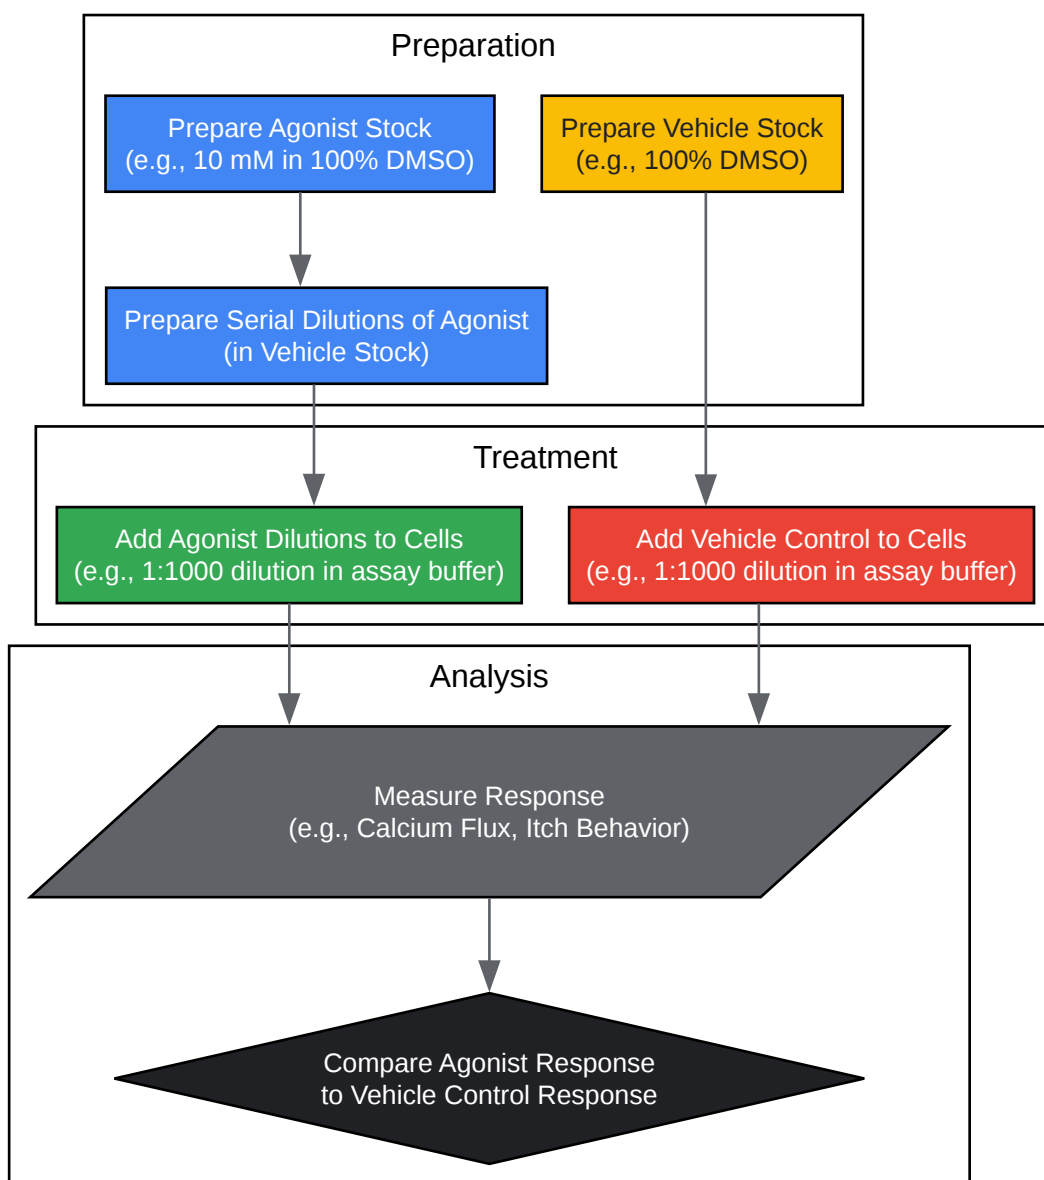 Preparation
Prepare Agonist Stock
(e.g., 10 mM in 100% DMSO)
Prepare Vehicle Stock
(e.g., 100% DMSO)
Prepare Serial Dilutions of Agonist
(in Vehicle Stock)
Treatment
Add Agonist Dilutions to Cells
(e.g., 1:1000 dilution in assay buffer)
Add Vehicle Control to Cells
(e.g., 1:1000 dilution in assay buffer)
Analysis
Measure Response
(e.g., Calcium Flux, Itch Behavior)
Compare Agonist Response
to Vehicle Control Response